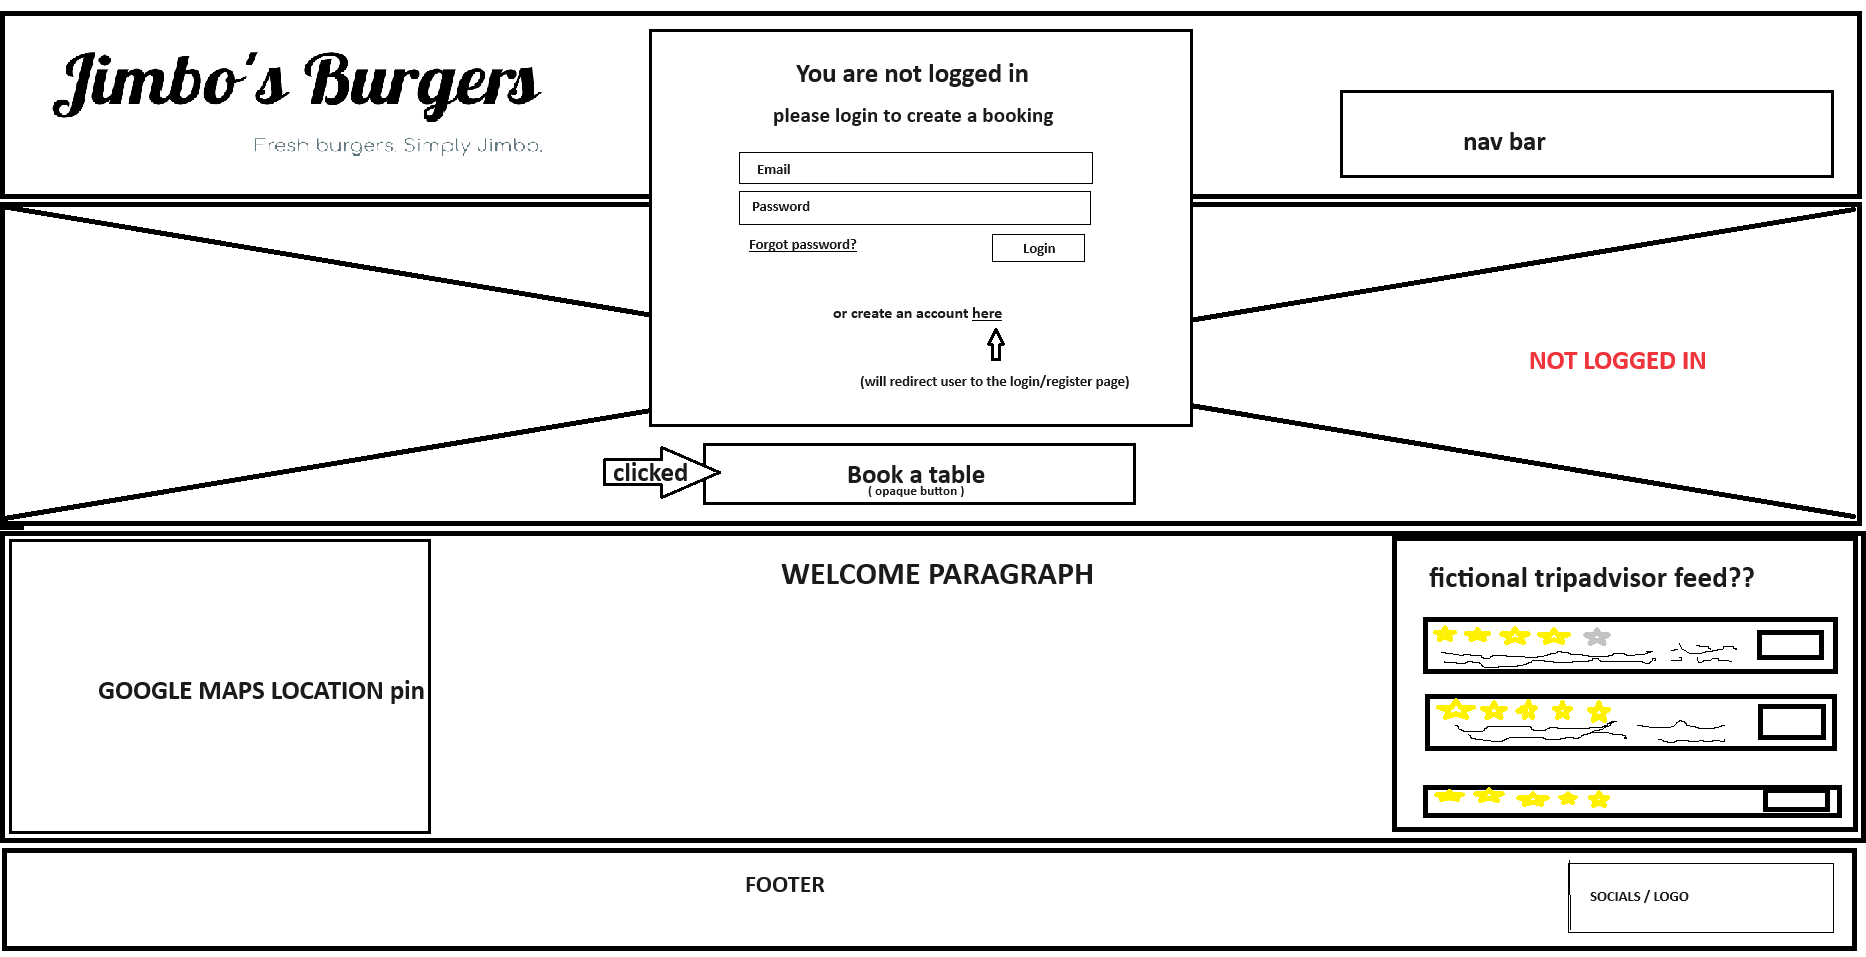 Jimbo's Burgers
Fresh burgers. Simply Jimbo.
You are not logged in
please login to create a booking
Email
Password
Forgot password?
Login
or create an account here
(will redirect user to the login/register page)
nav bar
NOT LOGGED IN
clicked
Book a table
( opaque button )
GOOGLE MAPS LOCATION pin
WELCOME PARAGRAPH
fictional tripadvisor feed??
FOOTER
SOCIALS / LOGO